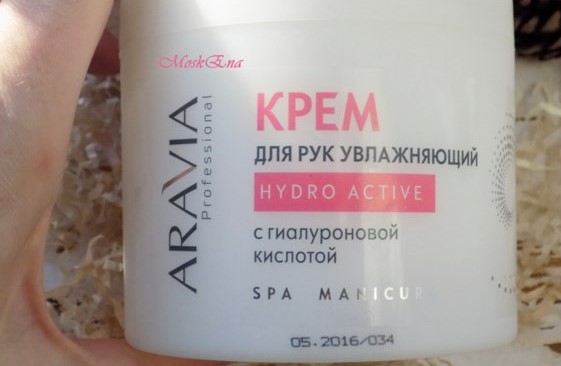 MoskEna
ARAVIA
Professional
КРЕМ
ДЛЯ РУК УВЛАЖНЯЮЩИЙ
HYDRO ACTIVE
с гиалуроновой
кислотой
SPA MANICUR
05.2016/034